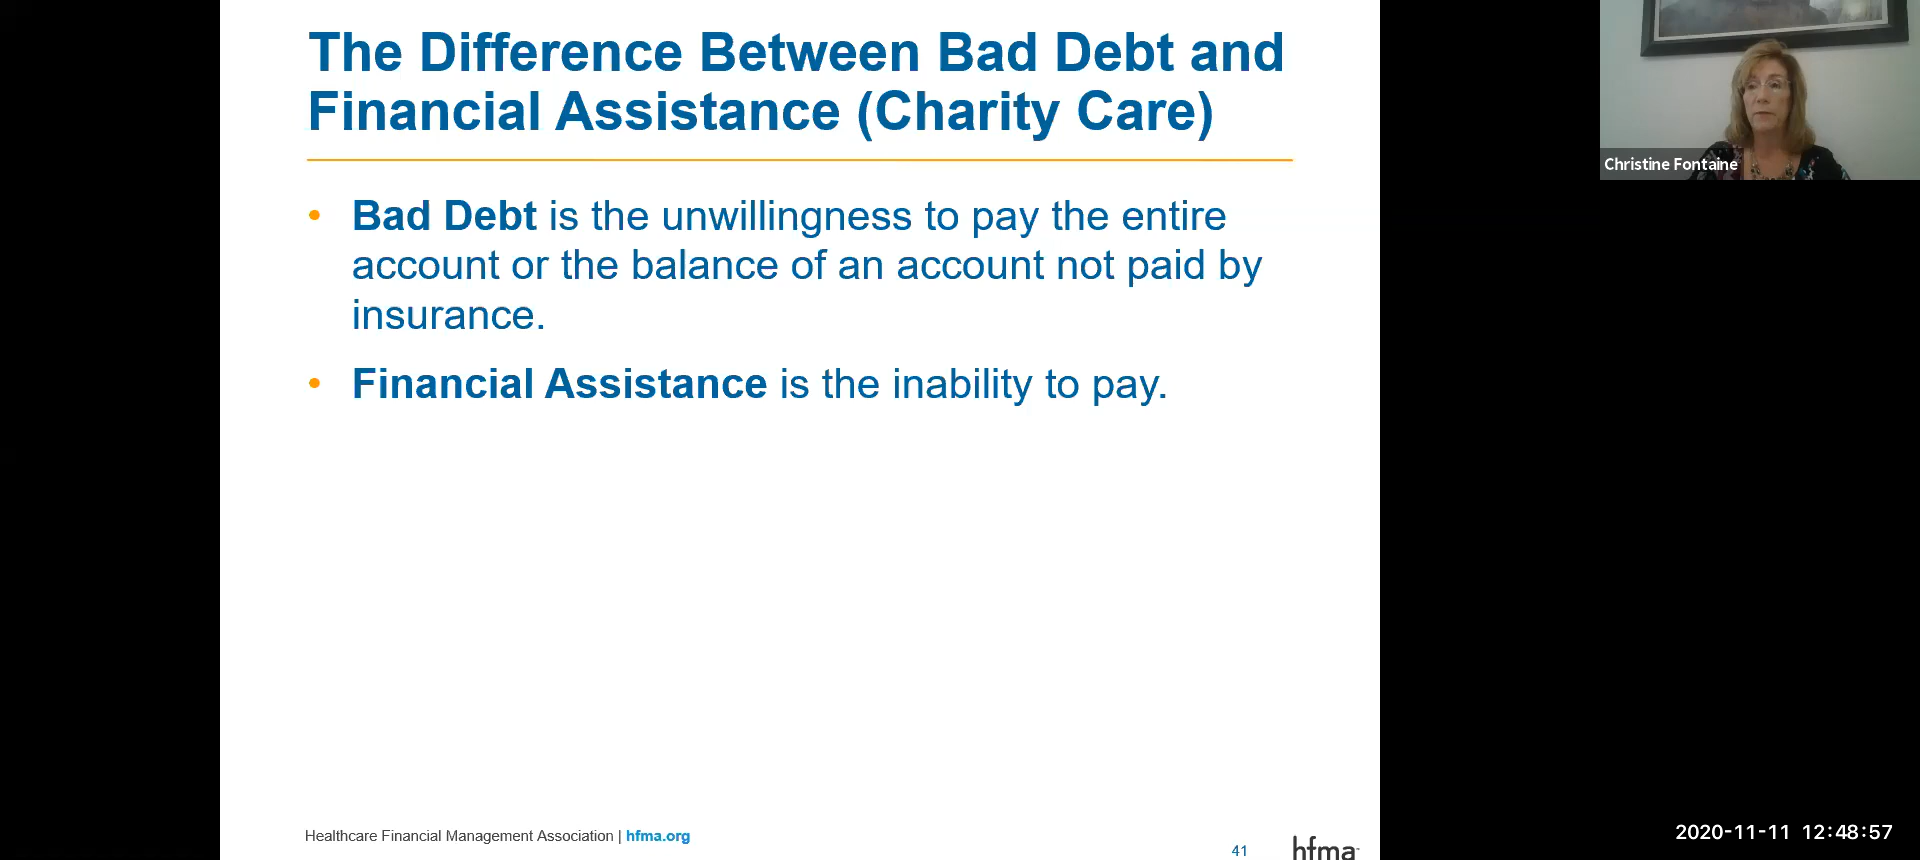 The Difference Between Bad Debt and
Financial Assistance (Charity Care)
• Bad Debt is the unwillingness to pay the entire
account or the balance of an account not paid by
insurance.
• Financial Assistance is the inability to pay.
Healthcare Financial Management Association | hfma.org
41
hfma
Christine Fontaine
2020-11-11 12:48:57